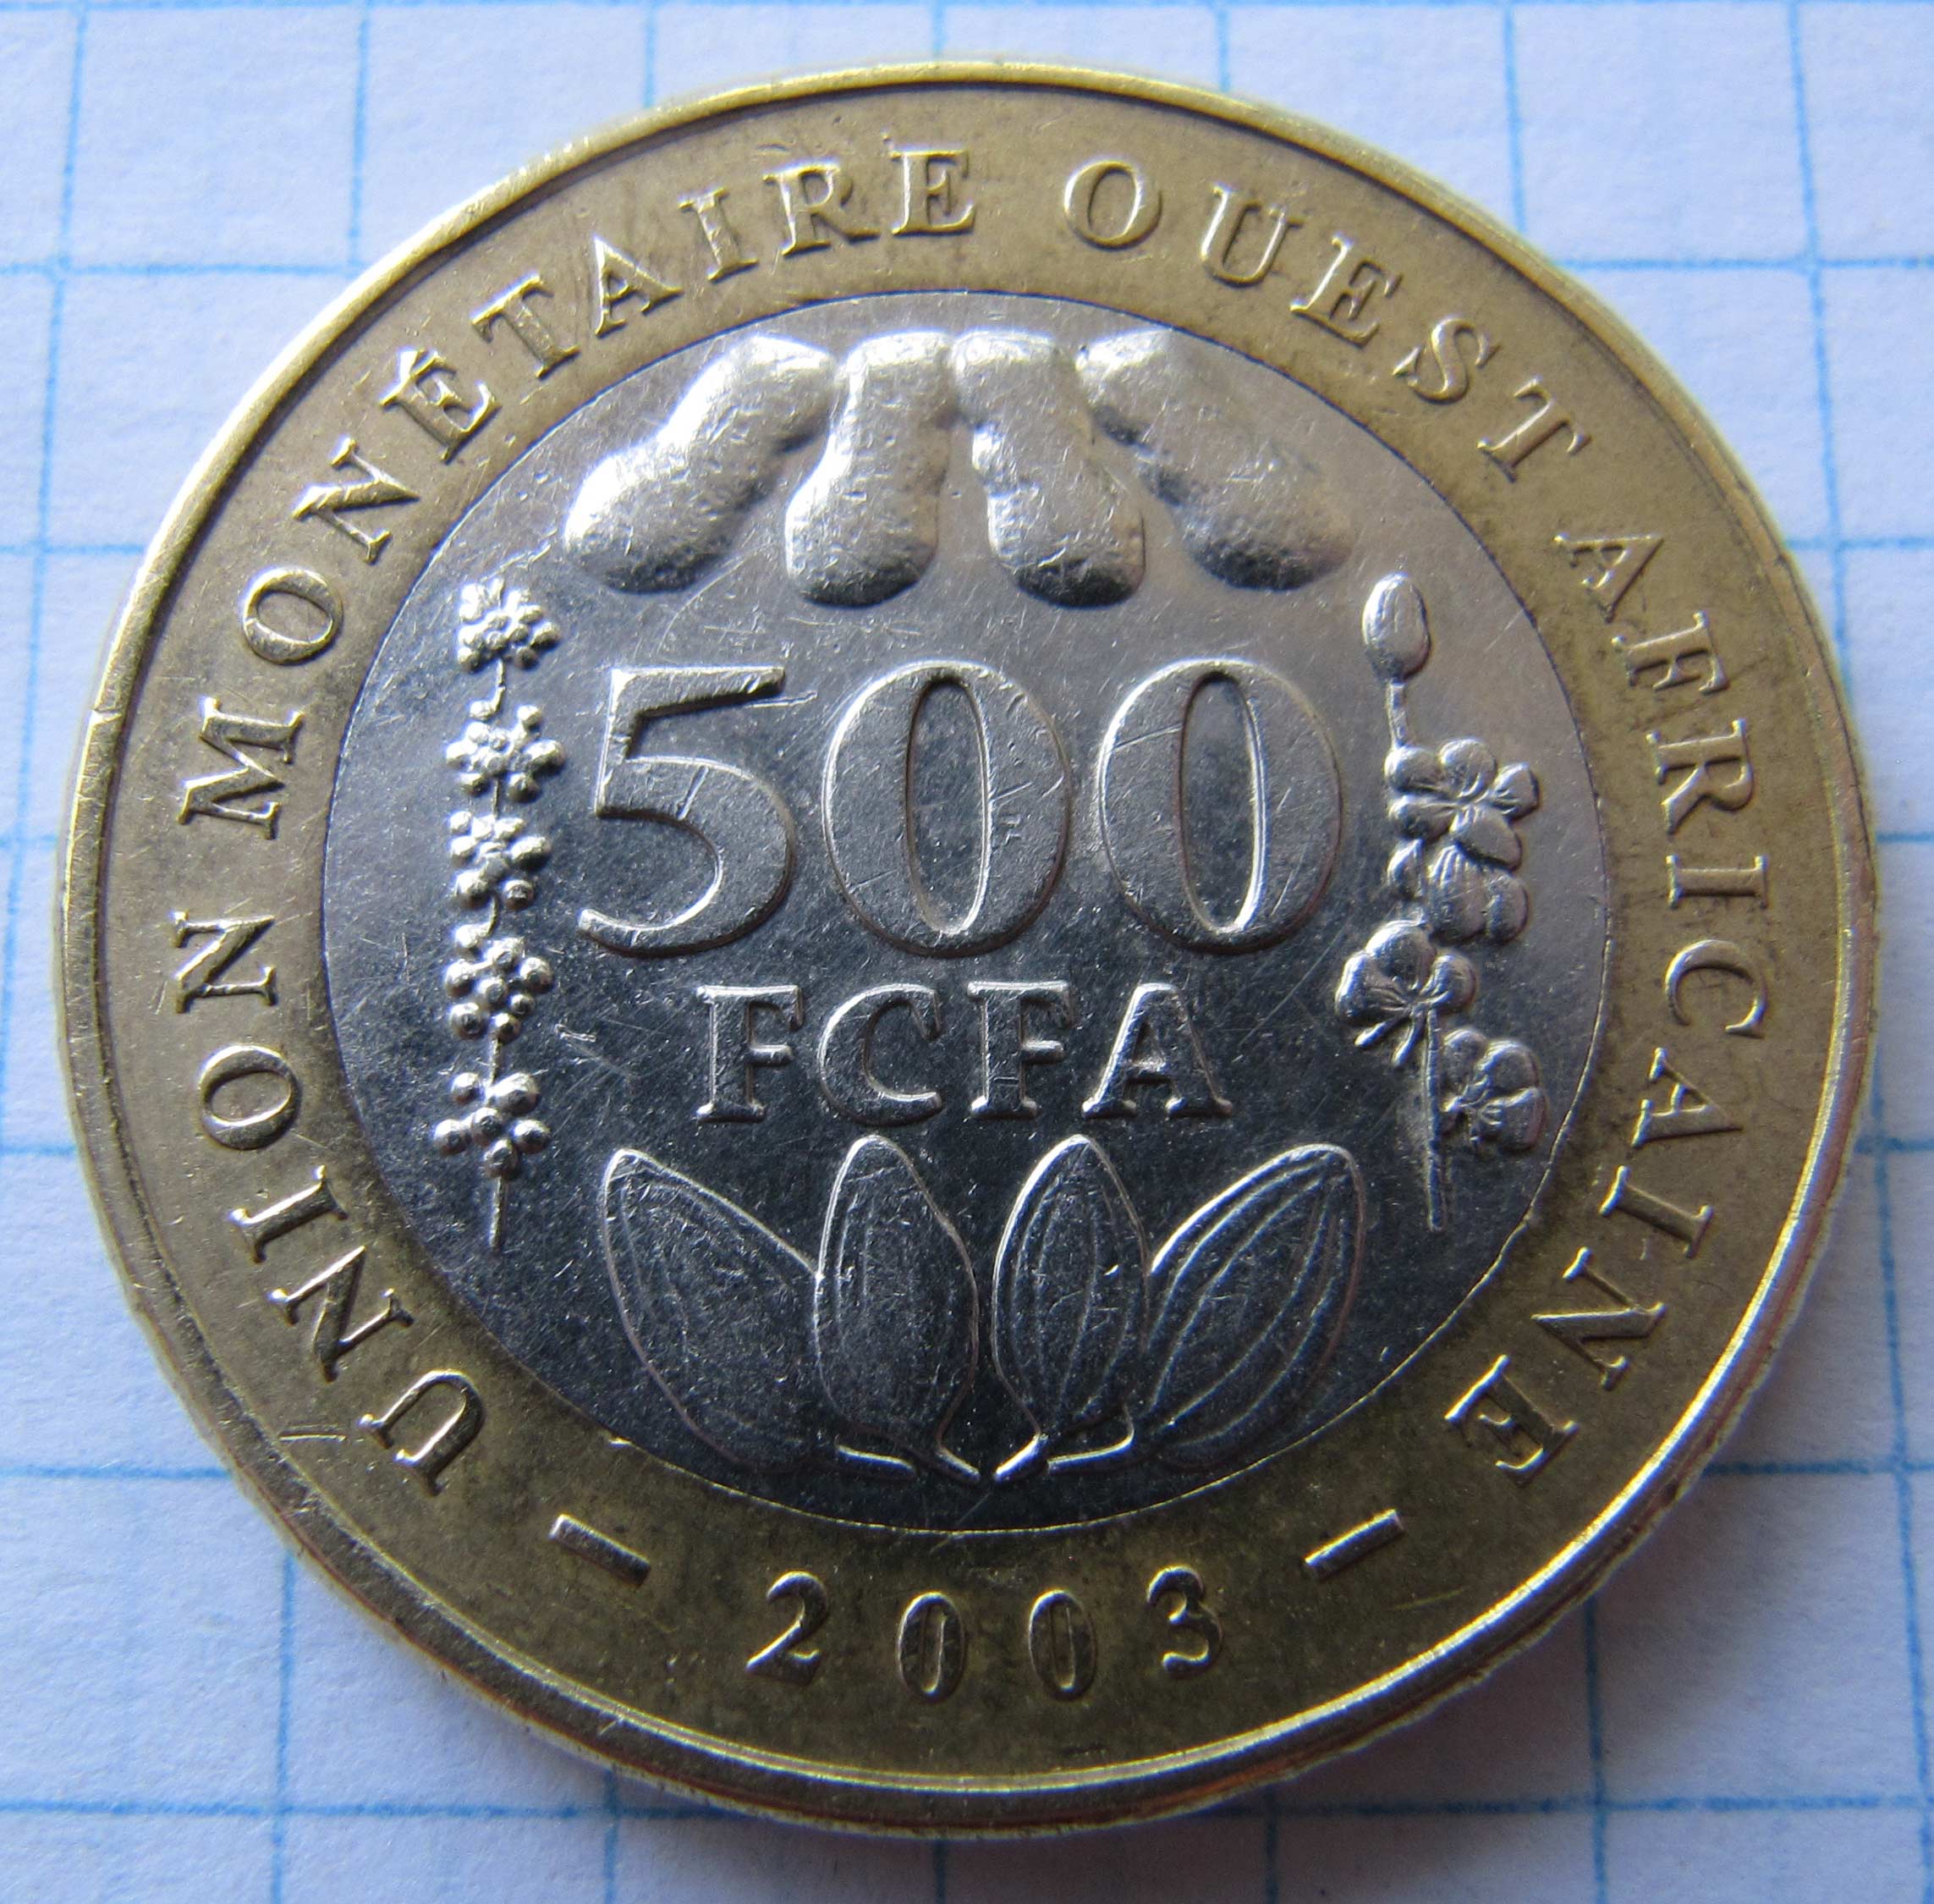 UNION MONÉTAIRE OUEST AFRICAINE
500
FCFA
– 2003 –